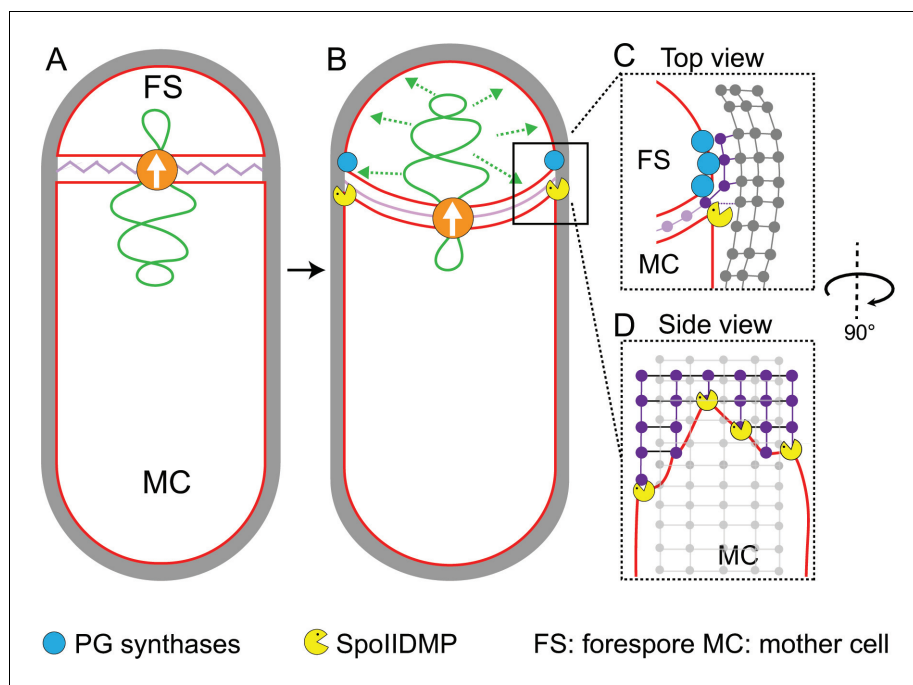 A
FS
MC
B
C
Top view
FS
MC
90°
D
Side view
MC
PG synthases
SpoIIDMP
FS: forespore MC: mother cell